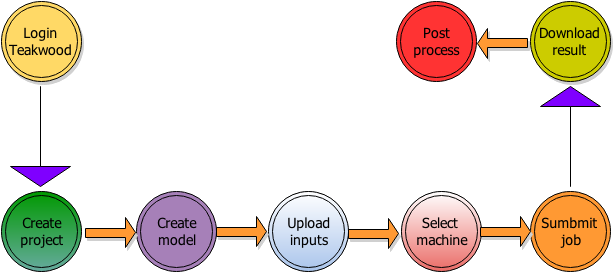 Login
Teakwood
Post
process
Download
result
Create
project
Create
model
Upload
inputs
Select
machine
Sumbmit
job